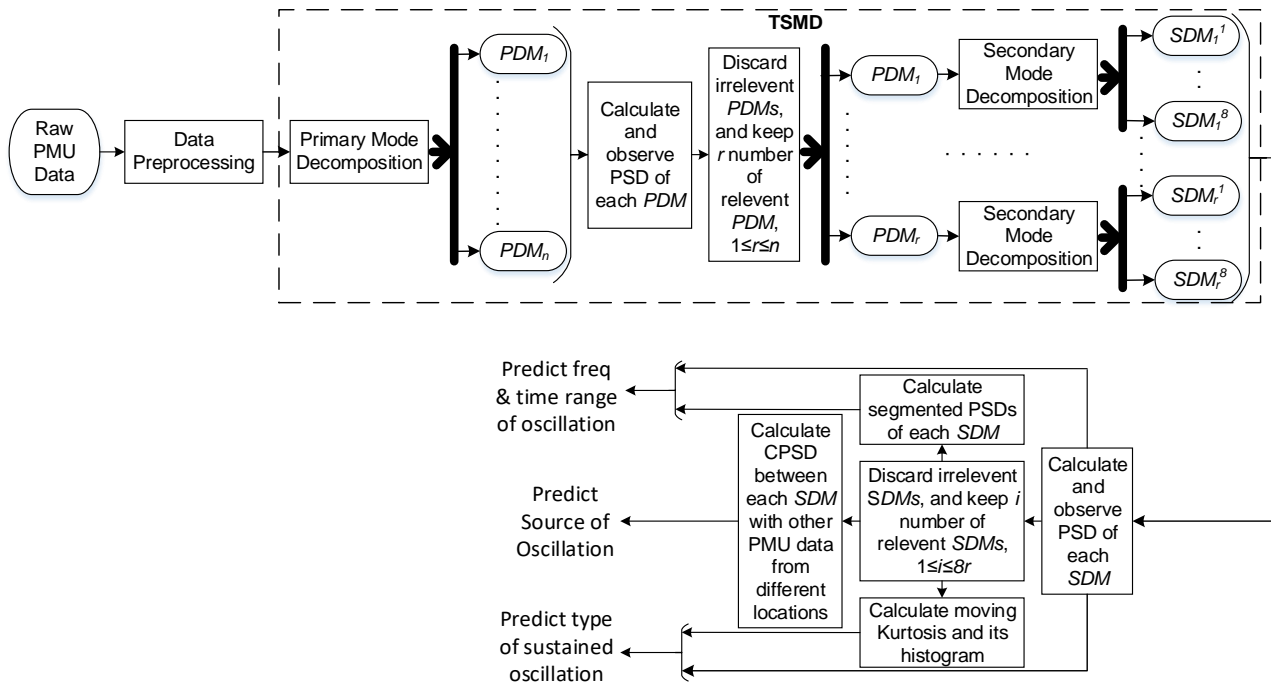 TSMD
Raw
PMU
Data
Data
Preprocessing
Primary Mode
Decomposition
PDM₁
PDMₙ
Calculate
and
observe
PSD of
each PDM
Discard
irrelevent
PDMs,
and keep
r number
of
relevent
PDM,
1≤r≤n
PDM₁
PDMᵣ
Secondary
Mode
Decomposition
Secondary
Mode
Decomposition
SDM₁¹
SDM₁⁸
SDMᵣ¹
SDMᵣ⁸
Predict freq
& time range
of oscillation
Predict
Source of
Oscillation
Predict type
of sustained
oscillation
Calculate
CPSD
between
each SDM
with other
PMU data
from
different
locations
Calculate
segmented PSDs
of each SDM
Discard irrelevent
SDMs, and keep i
number of
relevent SDMs,
1≤i≤8r
Calculate moving
Kurtosis and its
histogram
Calculate
and
observe
PSD of
each
SDM